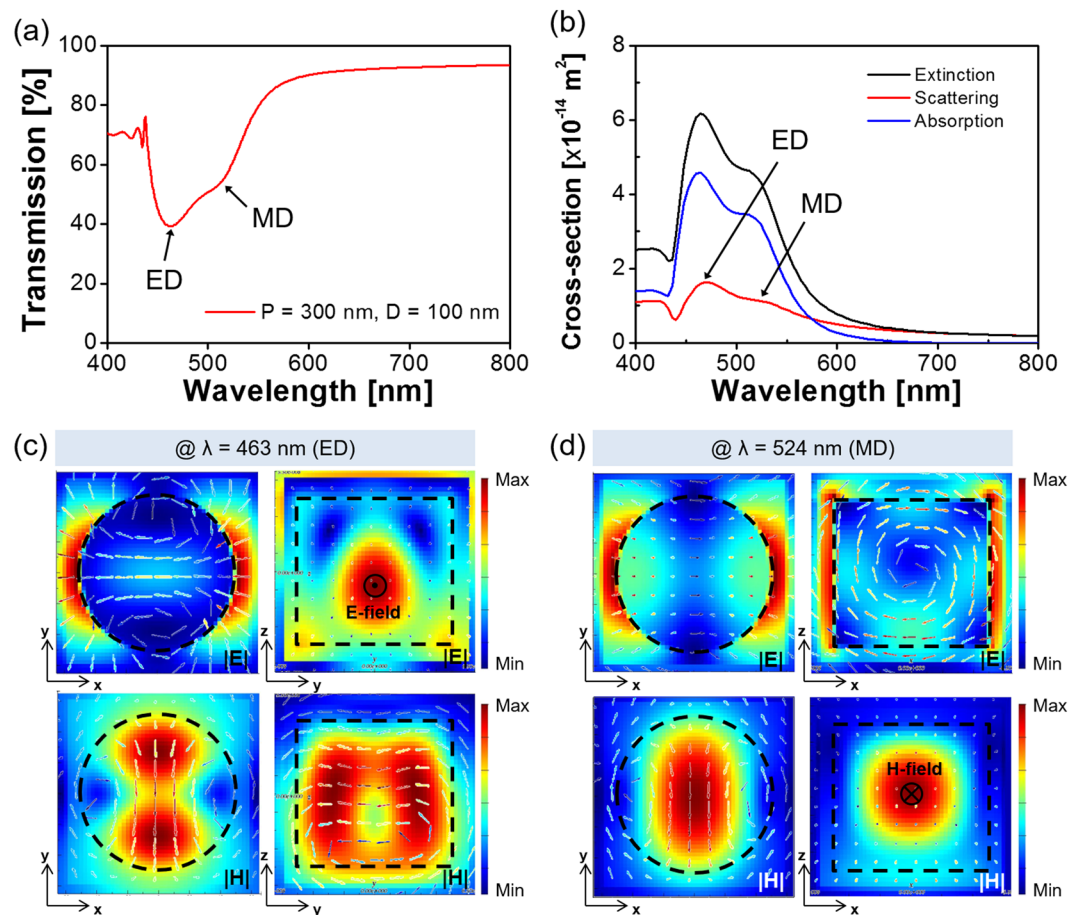 (a)
100
80
60
40
20
0
Transmission [%]
ED
MD
P = 300 nm, D = 100 nm
400
500
600
700
800
Wavelength [nm]
(b)
8
6
4
2
0
Cross-section [x10⁻¹⁴ m²]
Extinction
Scattering
Absorption
ED
MD
400
500
600
700
800
Wavelength [nm]
(c)
@ λ = 463 nm (ED)
|E|
y
x
E-field
|E|
z
y
Max
Min
|H|
y
x
|H|
z
y
Max
Min
(d)
@ λ = 524 nm (MD)
|E|
y
x
|E|
z
x
Max
Min
|H|
y
x
H-field
|H|
z
x
Max
Min